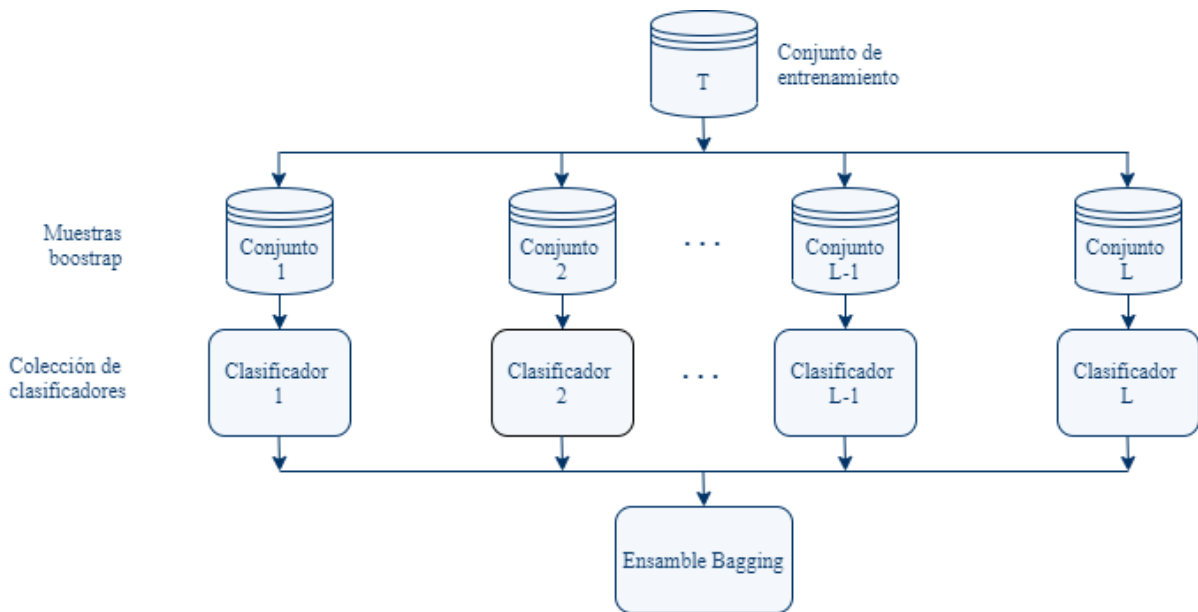 Conjunto de
entrenamiento
T
Muestras
boostrap
Conjunto
1
Conjunto
2
. . .
Conjunto
L-1
Conjunto
L
Colección de
clasificadores
Clasificador
1
Clasificador
2
. . .
Clasificador
L-1
Clasificador
L
Ensamble Bagging